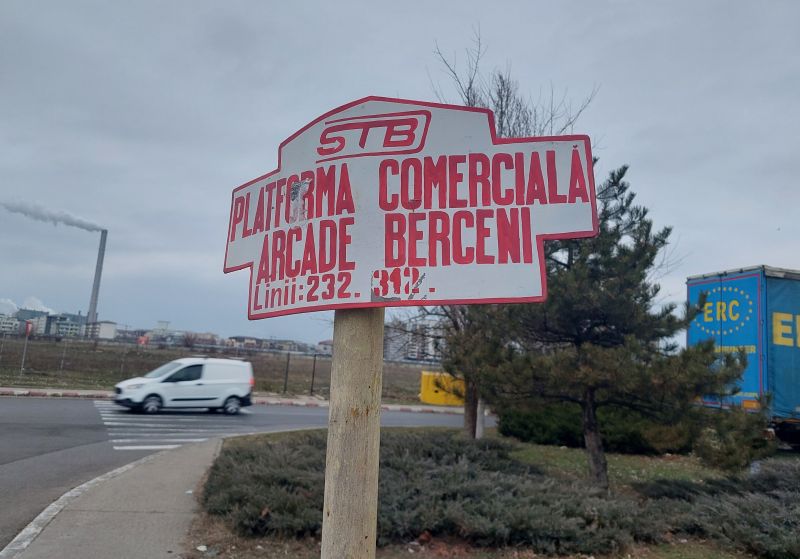 STB
PLATFORMA COMERCIALĂ
ARCADE BERCENI
Linii: 232. 312.
ERC
E